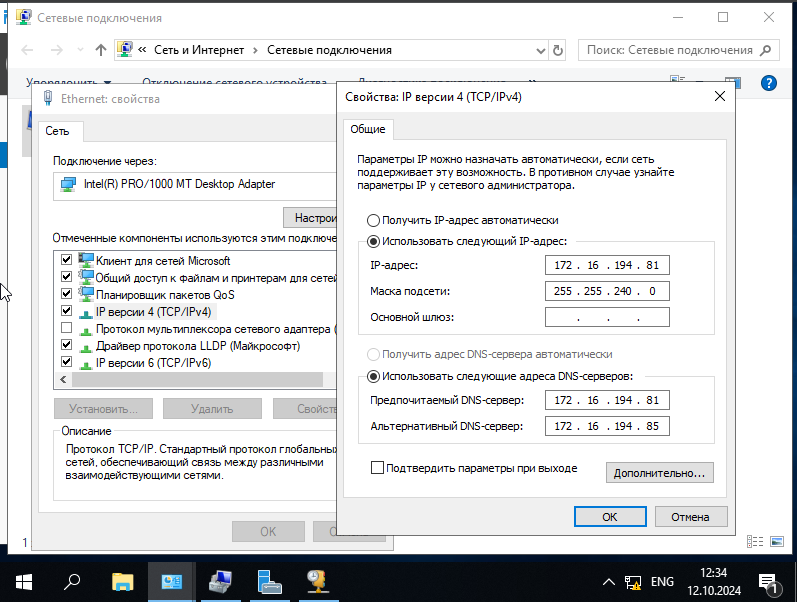 Сетевые подключения
« Сеть и Интернет › Сетевые подключения
Поиск: Сетевые подключения
Упорядочить
Отключение сетевого устройства
Диагностика подключения
»
Ethernet: свойства
Сеть
Подключение через:
Intel(R) PRO/1000 MT Desktop Adapter
Настрои
Отмеченные компоненты используются этим подключе
Клиент для сетей Microsoft
Общий доступ к файлам и принтерам для сетей
Планировщик пакетов QoS
IP версии 4 (TCP/IPv4)
Протокол мультиплексора сетевого адаптера (
Драйвер протокола LLDP (Майкрософт)
IP версии 6 (TCP/IPv6)
Установить...
Удалить
Свойств
Описание
Протокол TCP/IP. Стандартный протокол глобальных
сетей, обеспечивающий связь между различными
взаимодействующими сетями.
OK
1
Свойства: IP версии 4 (TCP/IPv4)
Общие
Параметры IP можно назначать автоматически, если сеть
поддерживает эту возможность. В противном случае узнайте
параметры IP у сетевого администратора.
Получить IP-адрес автоматически
Использовать следующий IP-адрес:
IP-адрес:
172 . 16 . 194 . 81
Маска подсети:
255 . 255 . 240 . 0
Основной шлюз:
. . .
Получить адрес DNS-сервера автоматически
Использовать следующие адреса DNS-серверов:
Предпочитаемый DNS-сервер:
172 . 16 . 194 . 81
Альтернативный DNS-сервер:
172 . 16 . 194 . 85
Подтвердить параметры при выходе
Дополнительно...
OK
Отмена
ENG
12:34
12.10.2024
1